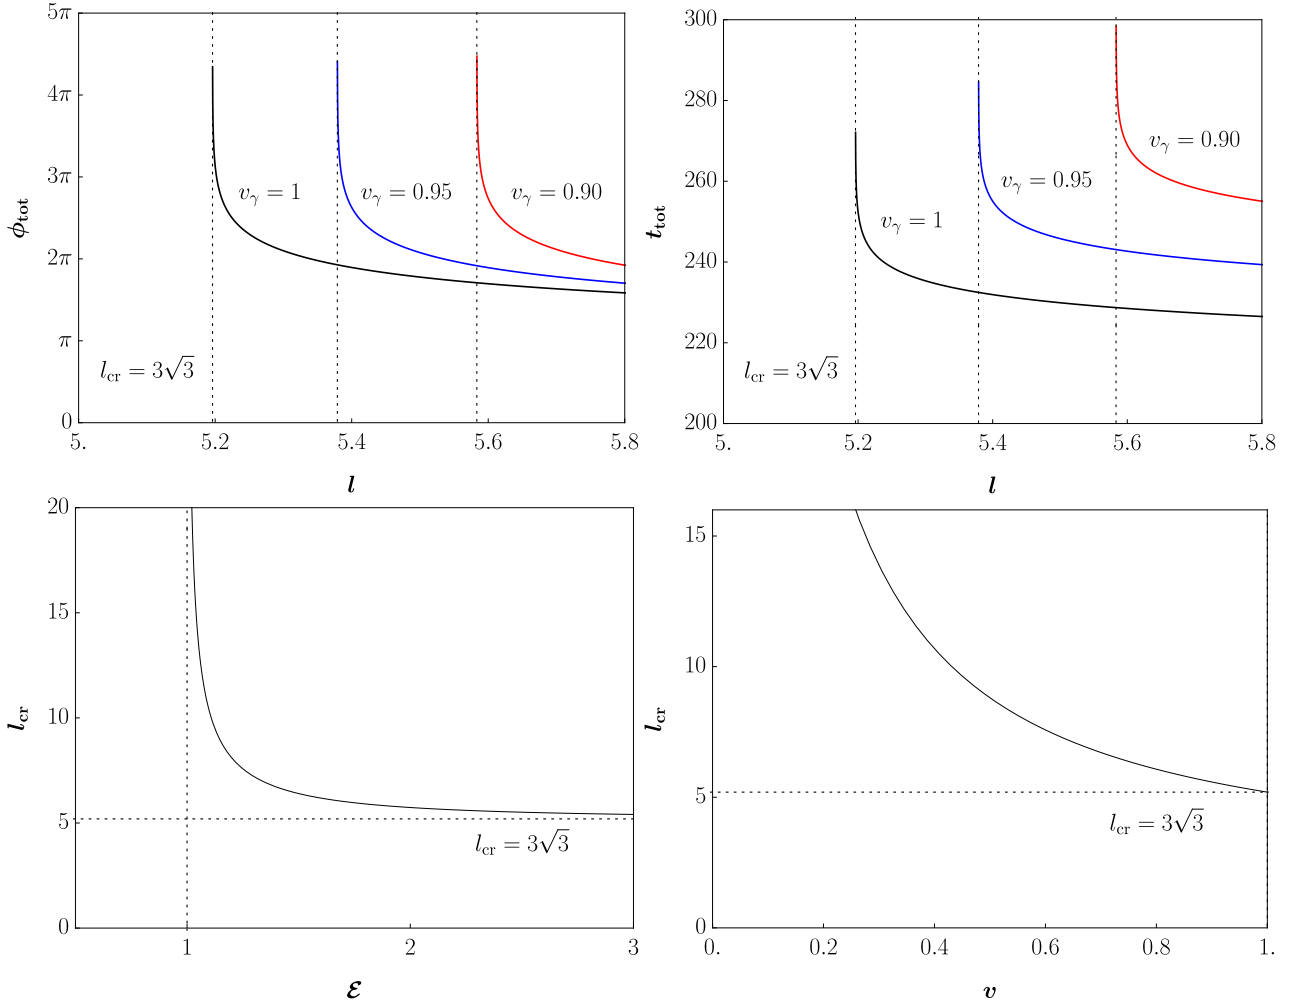 5π
4π
3π
2π
π
0
ϕtot
vγ = 1
vγ = 0.95
vγ = 0.90
lcr = 3√3
5.
5.2
5.4
5.6
5.8
l
300
280
260
240
220
200
ttot
vγ = 0.90
vγ = 0.95
vγ = 1
lcr = 3√3
5.
5.2
5.4
5.6
5.8
l
20
15
10
5
0
lcr
lcr = 3√3
1
2
3
ℰ
15
10
5
0
lcr
lcr = 3√3
0.
0.2
0.4
0.6
0.8
1.
v